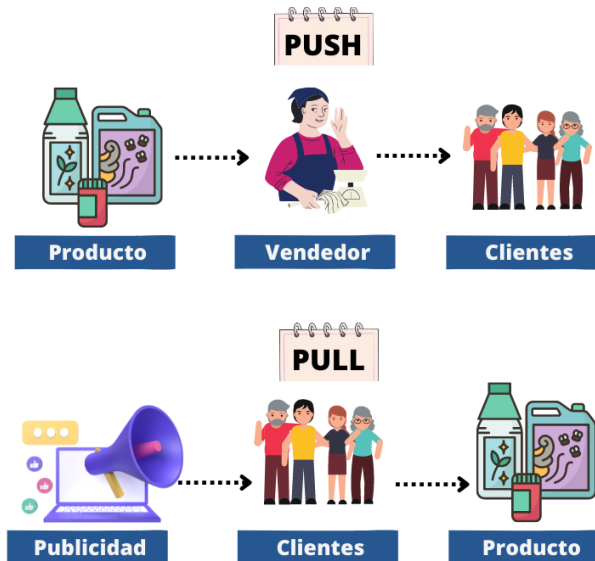 PUSH
Producto
Vendedor
Clientes
PULL
Publicidad
Clientes
Producto